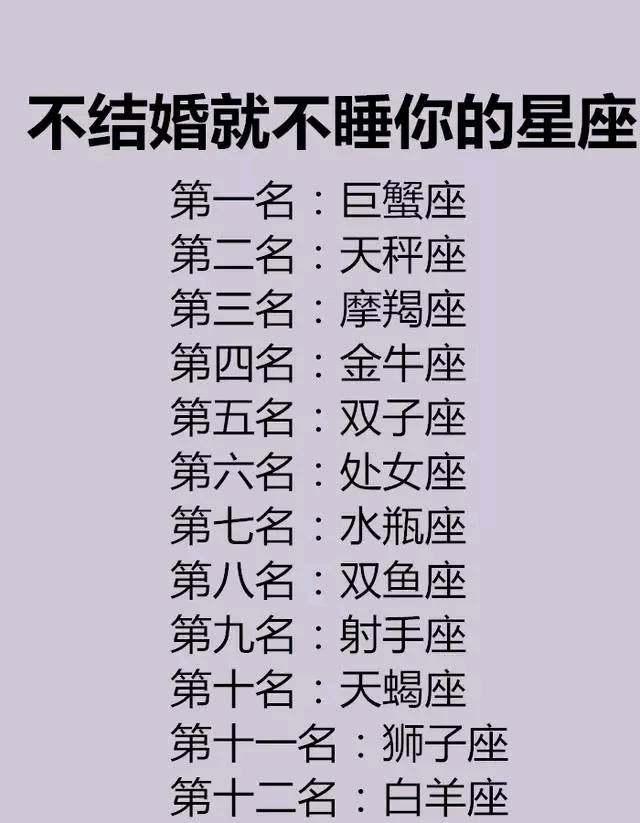 不结婚就不睡你的星座
第一名：巨蟹座
第二名：天秤座
第三名：摩羯座
第四名：金牛座
第五名：双子座
第六名：处女座
第七名：水瓶座
第八名：双鱼座
第九名：射手座
第十名：天蝎座
第十一名：狮子座
第十二名：白羊座